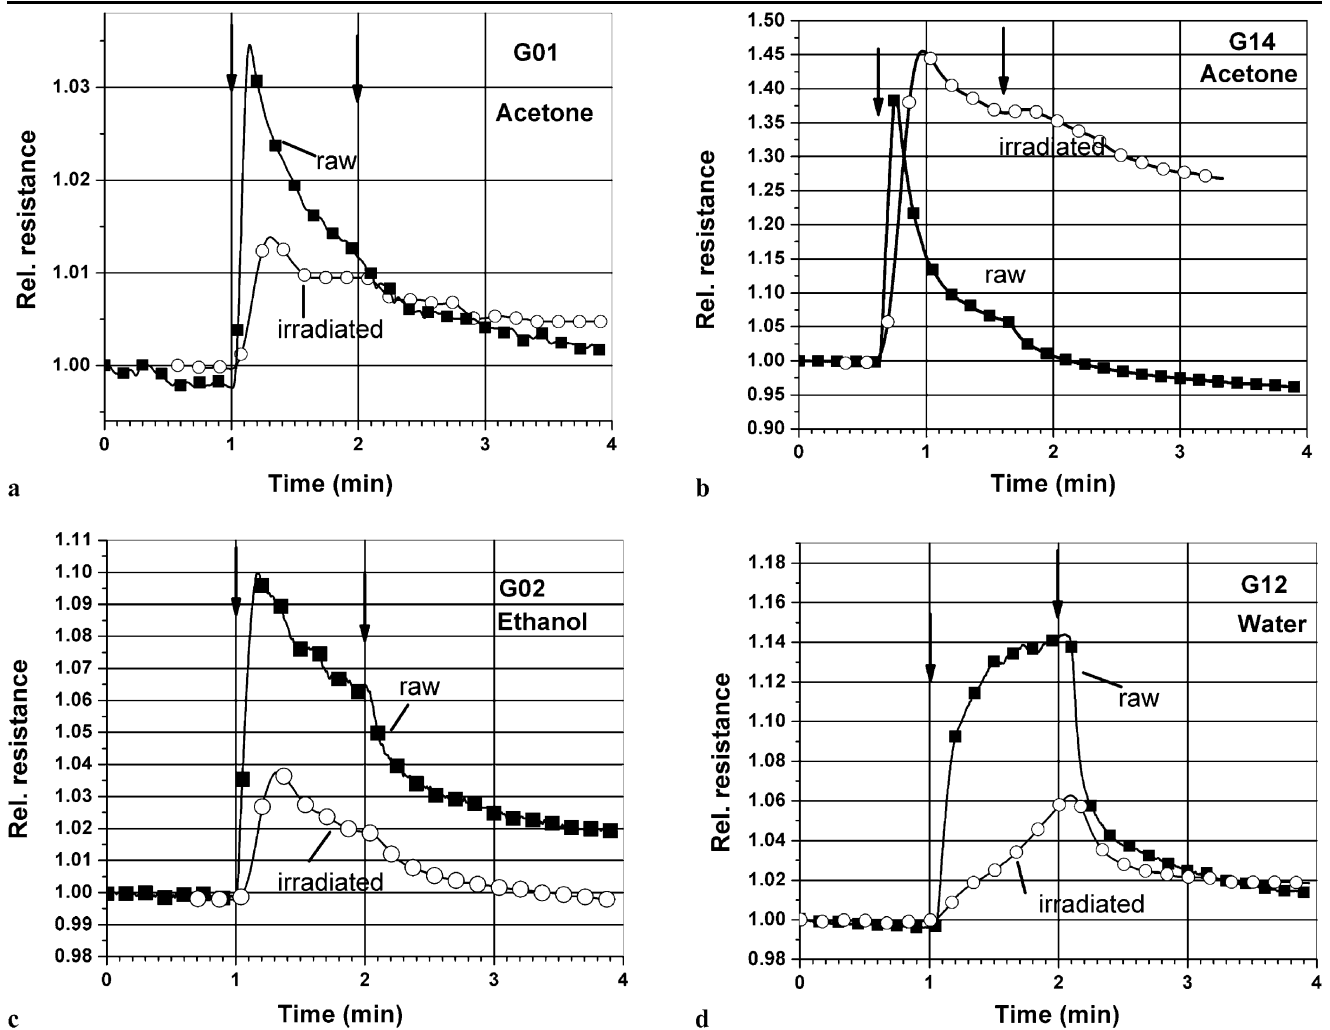 G01
Acetone
1.03
1.02
1.01
1.00
raw
irradiated
Rel. resistance
0 1 2 3 4
Time (min)
a
G14
Acetone
1.50
1.45
1.40
1.35
1.30
1.25
1.20
1.15
1.10
1.05
1.00
0.95
0.90
irradiated
raw
Rel. resistance
0 1 2 3 4
Time (min)
b
G02
Ethanol
1.11
1.10
1.09
1.08
1.07
1.06
1.05
1.04
1.03
1.02
1.01
1.00
0.99
0.98
raw
irradiated
Rel. resistance
0 1 2 3 4
Time (min)
c
G12
Water
1.18
1.16
1.14
1.12
1.10
1.08
1.06
1.04
1.02
1.00
0.98
raw
irradiated
Rel. resistance
0 1 2 3 4
Time (min)
d